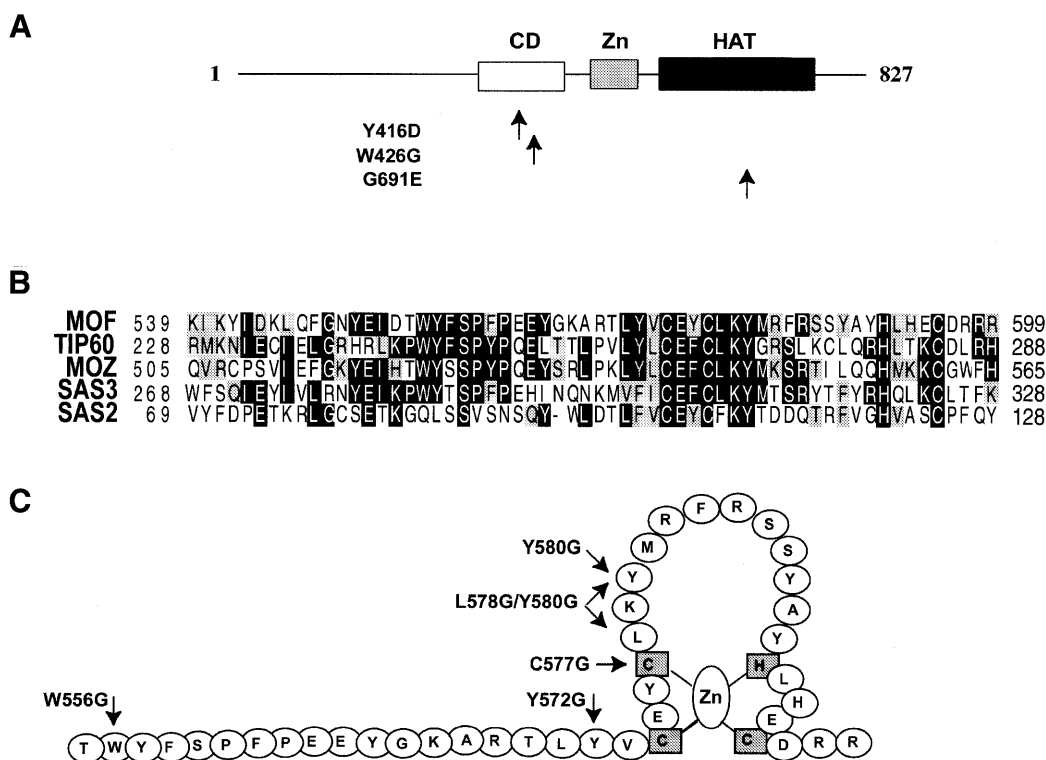 A
CD Zn HAT
1 827
Y416D
W426G
G691E
B
MOF 539 KIKYIDKLQFGNYEIDTWYFSPFPEEYGKARTLYVCEYCLKYMRFRSSYAYHLHECDRRR 599
TIP60 228 RMKNIECIELGRHRLKPWYFSPYPQELTTLPVLYLCEFCLKYGRSLKCLQRHLTKCDLRH 288
MOZ 505 QVRCPSVIEFGKYEIHTWYSSPYPQEYSRLPKLYLCEFCLKYMKSRTILQQHMKKCGWFH 565
SAS3 268 WFSQIEYIVLRNYEIKPWYTSPFPEHINQNKMVFICEFCLKYMTSRYTFYRHQLKCLTFK 328
SAS2 69 VYFDPETKRLGCSETKGQLSSVSNSQY-WLDTLFVCEYCFKYTDDQTRFVGHVASCPFQY 128
C
Y580G
L578G/Y580G
C577G
W556G
Y572G
T W Y F S P F P E E Y G K A R T L Y V C E Y C L K Y M R F R S S Y A Y H L H E C D R R
Zn